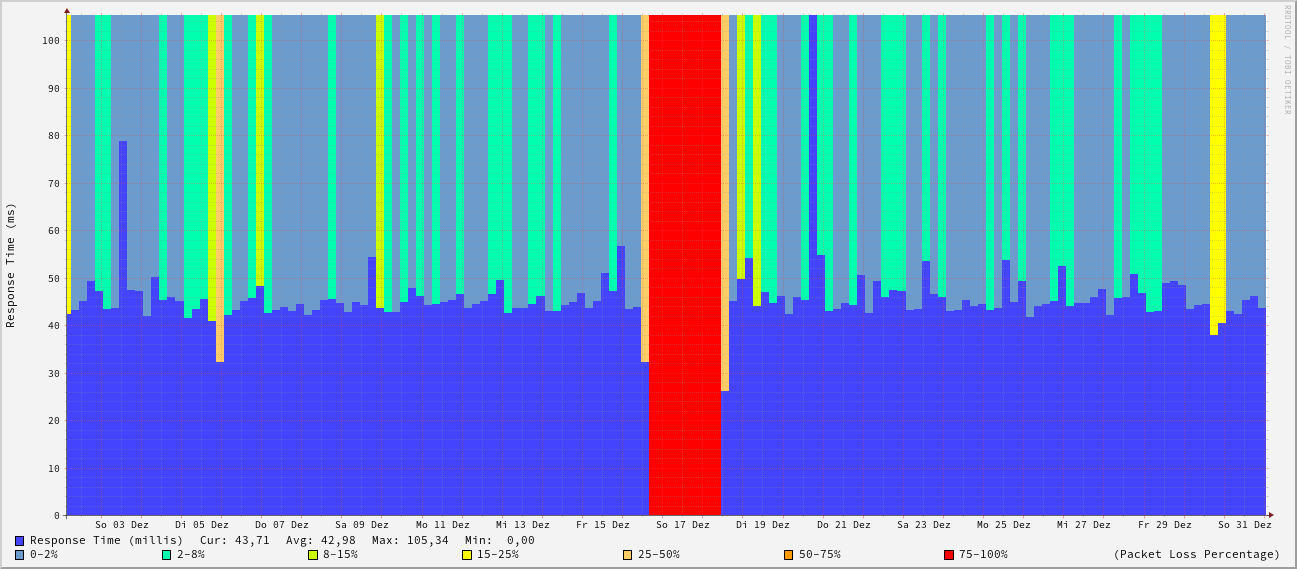 RRDTOOL / TOBI OETIKER
Response Time (ms)
100
90
80
70
60
50
40
30
20
10
0
So 03 Dez Di 05 Dez Do 07 Dez Sa 09 Dez Mo 11 Dez Mi 13 Dez Fr 15 Dez So 17 Dez Di 19 Dez Do 21 Dez Sa 23 Dez Mo 25 Dez Mi 27 Dez Fr 29 Dez So 31 Dez
Response Time (millis) Cur: 43,71 Avg: 42,98 Max: 105,34 Min: 0,00
0-2% 2-8% 8-15% 15-25% 25-50% 50-75% 75-100% (Packet Loss Percentage)